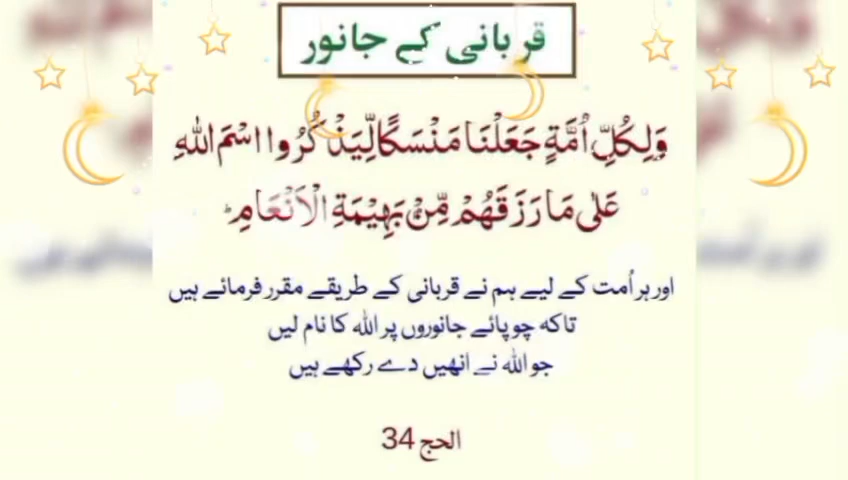 قربانی کے جانور
وَلِكُلِّ اُمَّةٍ جَعَلْنَا مَنْسَكًا لِّيَذْكُرُوا اسْمَ اللّٰهِ
عَلٰى مَا رَزَقَهُمْ مِّنْۢ بَهِيْمَةِ الْاَنْعَامِ ؕ
اور ہر اُمت کے لیے ہم نے قربانی کے طریقے مقرر فرمائے ہیں
تاکہ چوپائے جانوروں پر اللہ کا نام لیں
جو اللہ نے انھیں دے رکھے ہیں
الحج 34